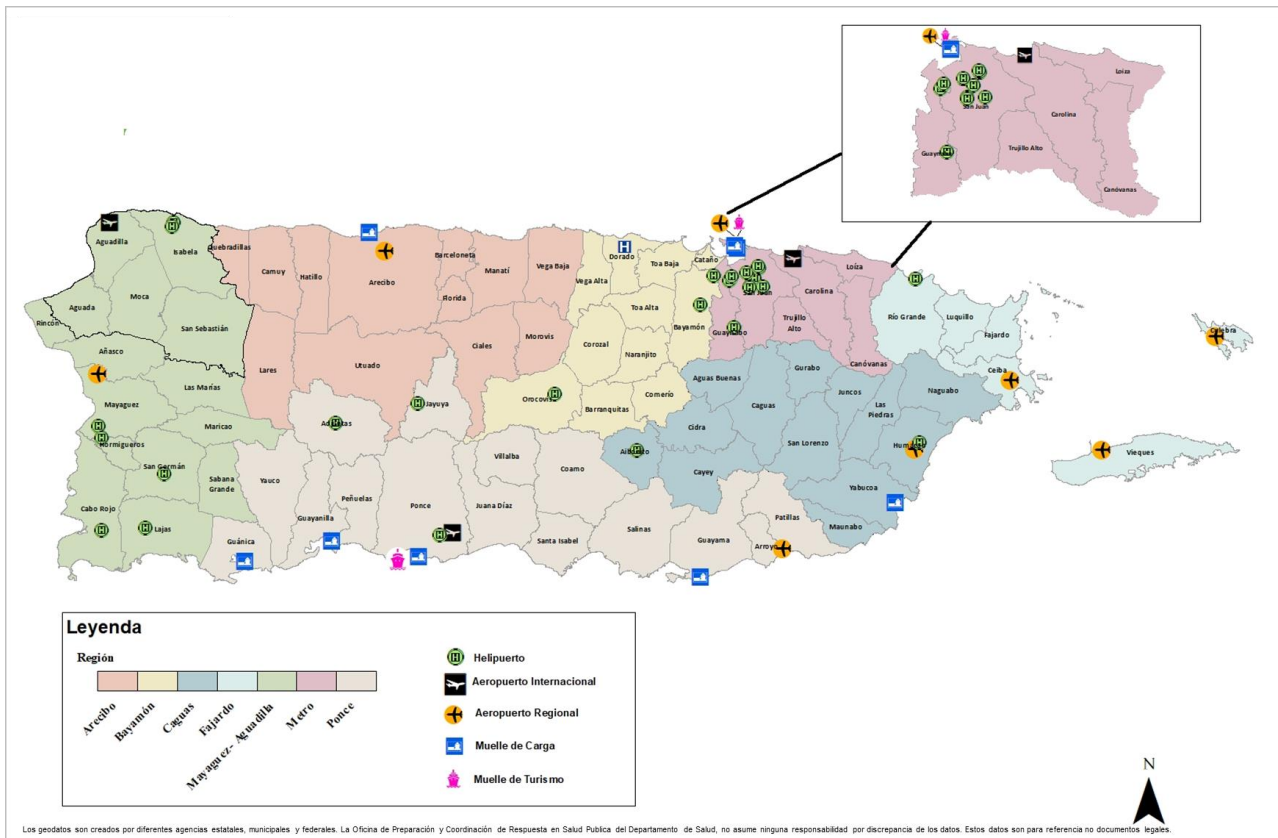 Loiza
San Juan
Carolina
Guaynabo
Trujillo Alto
Canóvanas
Aguadilla
Isabela
Quebradillas
Camuy
Hatillo
Arecibo
Barceloneta
Manatí
Vega Baja
Dorado
Toa Baja
Cataño
Vega Alta
Toa Alta
Bayamón
San Juan
Carolina
Loíza
Trujillo
Alto
Guaynabo
Canóvanas
Río Grande
Luquillo
Fajardo
Ceiba
Culebra
Vieques
Moca
Aguada
Rincón
San Sebastián
Añasco
Las Marías
Mayaguez
Maricao
Hormigueros
San Germán
Sabana
Grande
Cabo Rojo
Lajas
Lares
Utuado
Florida
Ciales
Morovis
Corozal
Naranjito
Orocovis
Barranquitas
Comerío
Aguas Buenas
Gurabo
Caguas
Juncos
Las
Piedras
Naguabo
Humacao
Cidra
San Lorenzo
Aibonito
Cayey
Yabucoa
Maunabo
Adjuntas
Jayuya
Yauco
Guayanilla
Peñuelas
Ponce
Villalba
Juana Díaz
Coamo
Santa Isabel
Salinas
Guayama
Patillas
Arroyo
Guánica
Leyenda
Región
Arecibo
Bayamón
Caguas
Fajardo
Mayaguez- Aguadilla
Metro
Ponce
Helipuerto
Aeropuerto Internacional
Aeropuerto Regional
Muelle de Carga
Muelle de Turismo
N
Los geodatos son creados por diferentes agencias estatales, municipales y federales. La Oficina de Preparación y Coordinación de Respuesta en Salud Publica del Departamento de Salud, no asume ninguna responsabilidad por discrepancia de los datos. Estos datos son para referencia no documentos legales.